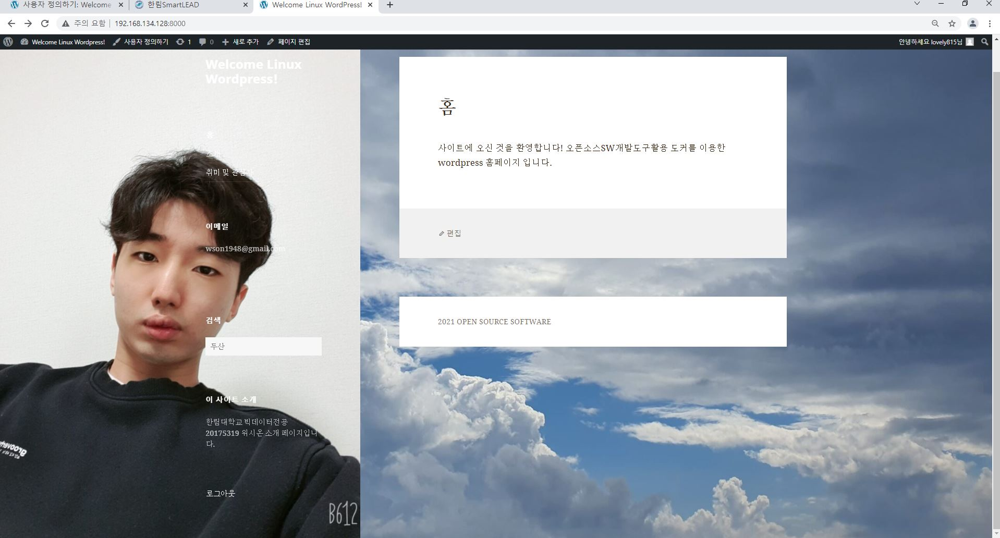 사용자 정의하기: Welcome
한림SmartLEAD
Welcome Linux WordPress!
주의 요함
192.168.134.128:8000
Welcome Linux Wordpress!
사용자 정의하기
1
0
새로 추가
페이지 편집
안녕하세요 lovely815님
Welcome Linux
Wordpress!
홈
소개
취미 및 관심사
이메일
wson1948@gmail.com
검색
두산
이 사이트 소개
한림대학교 빅데이터전공
20175319 위시온 소개 페이지입니
다.
로그아웃
B612
홈
사이트에 오신 것을 환영합니다! 오픈소스SW개발도구활용 도커를 이용한
wordpress 홈페이지 입니다.
편집
2021 OPEN SOURCE SOFTWARE